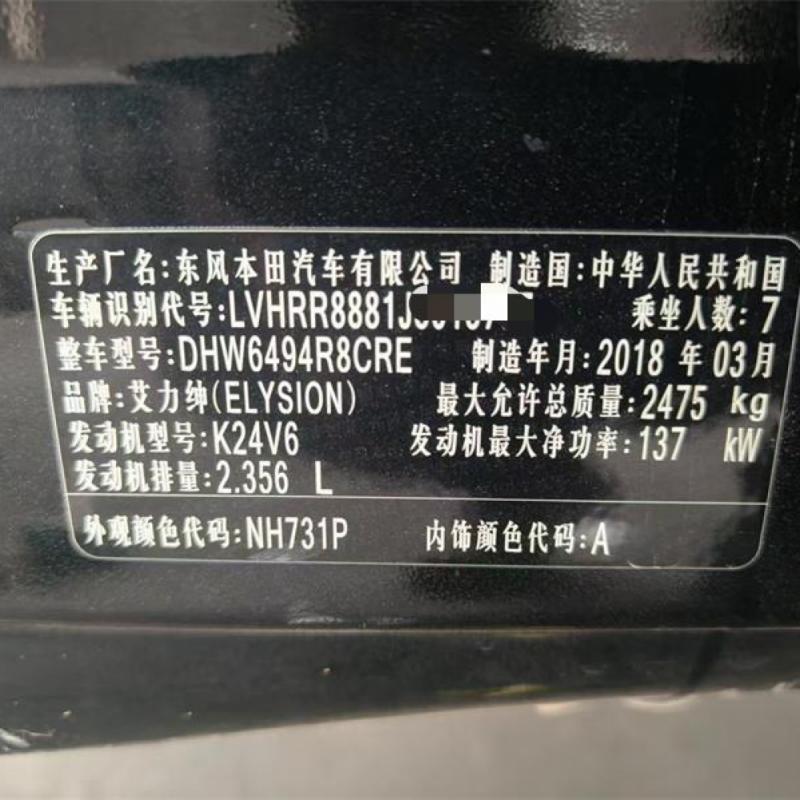 生产厂名:东风本田汽车有限公司 制造国:中华人民共和国
车辆识别代号:LVHRR8881J 乘坐人数:7
整车型号:DHW6494R8CRE 制造年月:2018 年 03月
品牌:艾力绅(ELYSION) 最大允许总质量:2475 kg
发动机型号:K24V6 发动机最大净功率:137 kW
发动机排量:2.356 L
外观颜色代码:NH731P 内饰颜色代码:A